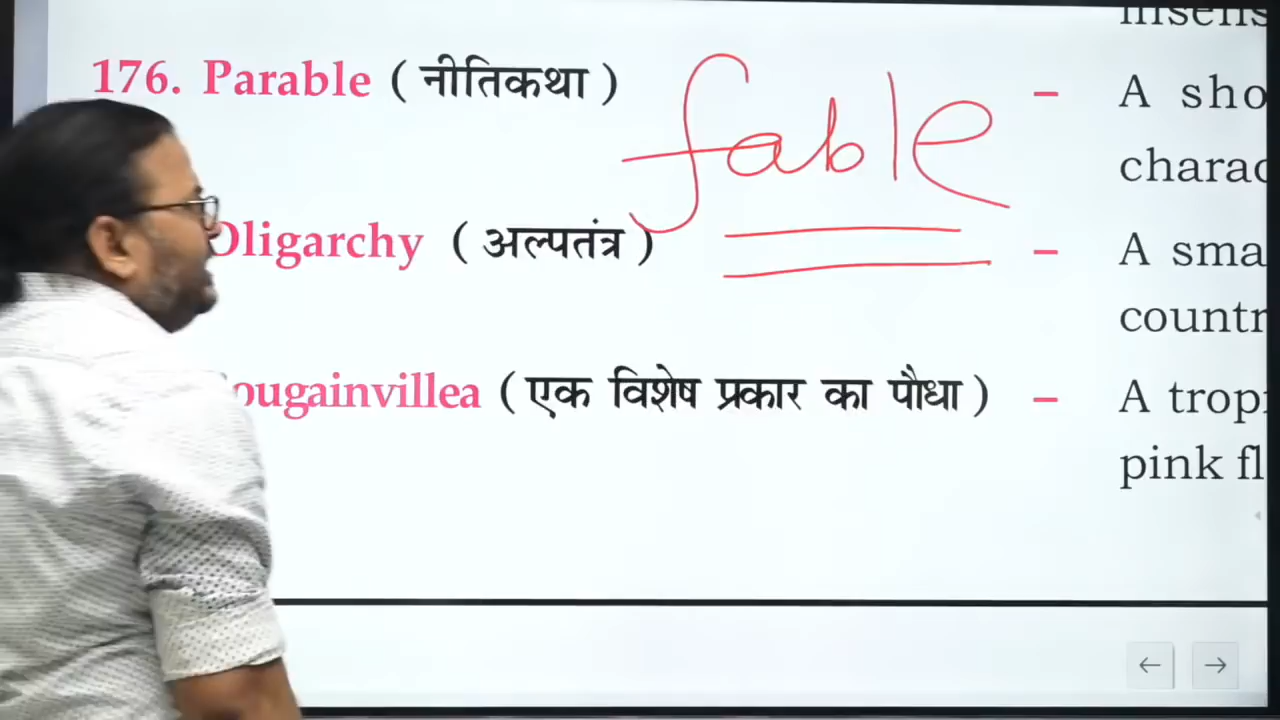 176. Parable ( नीतिकथा ) fable – A sho
charac
Oligarchy ( अल्पतंत्र ) – A sma
countr
ougainvillea ( एक विशेष प्रकार का पौधा ) – A trop
pink fl
← →